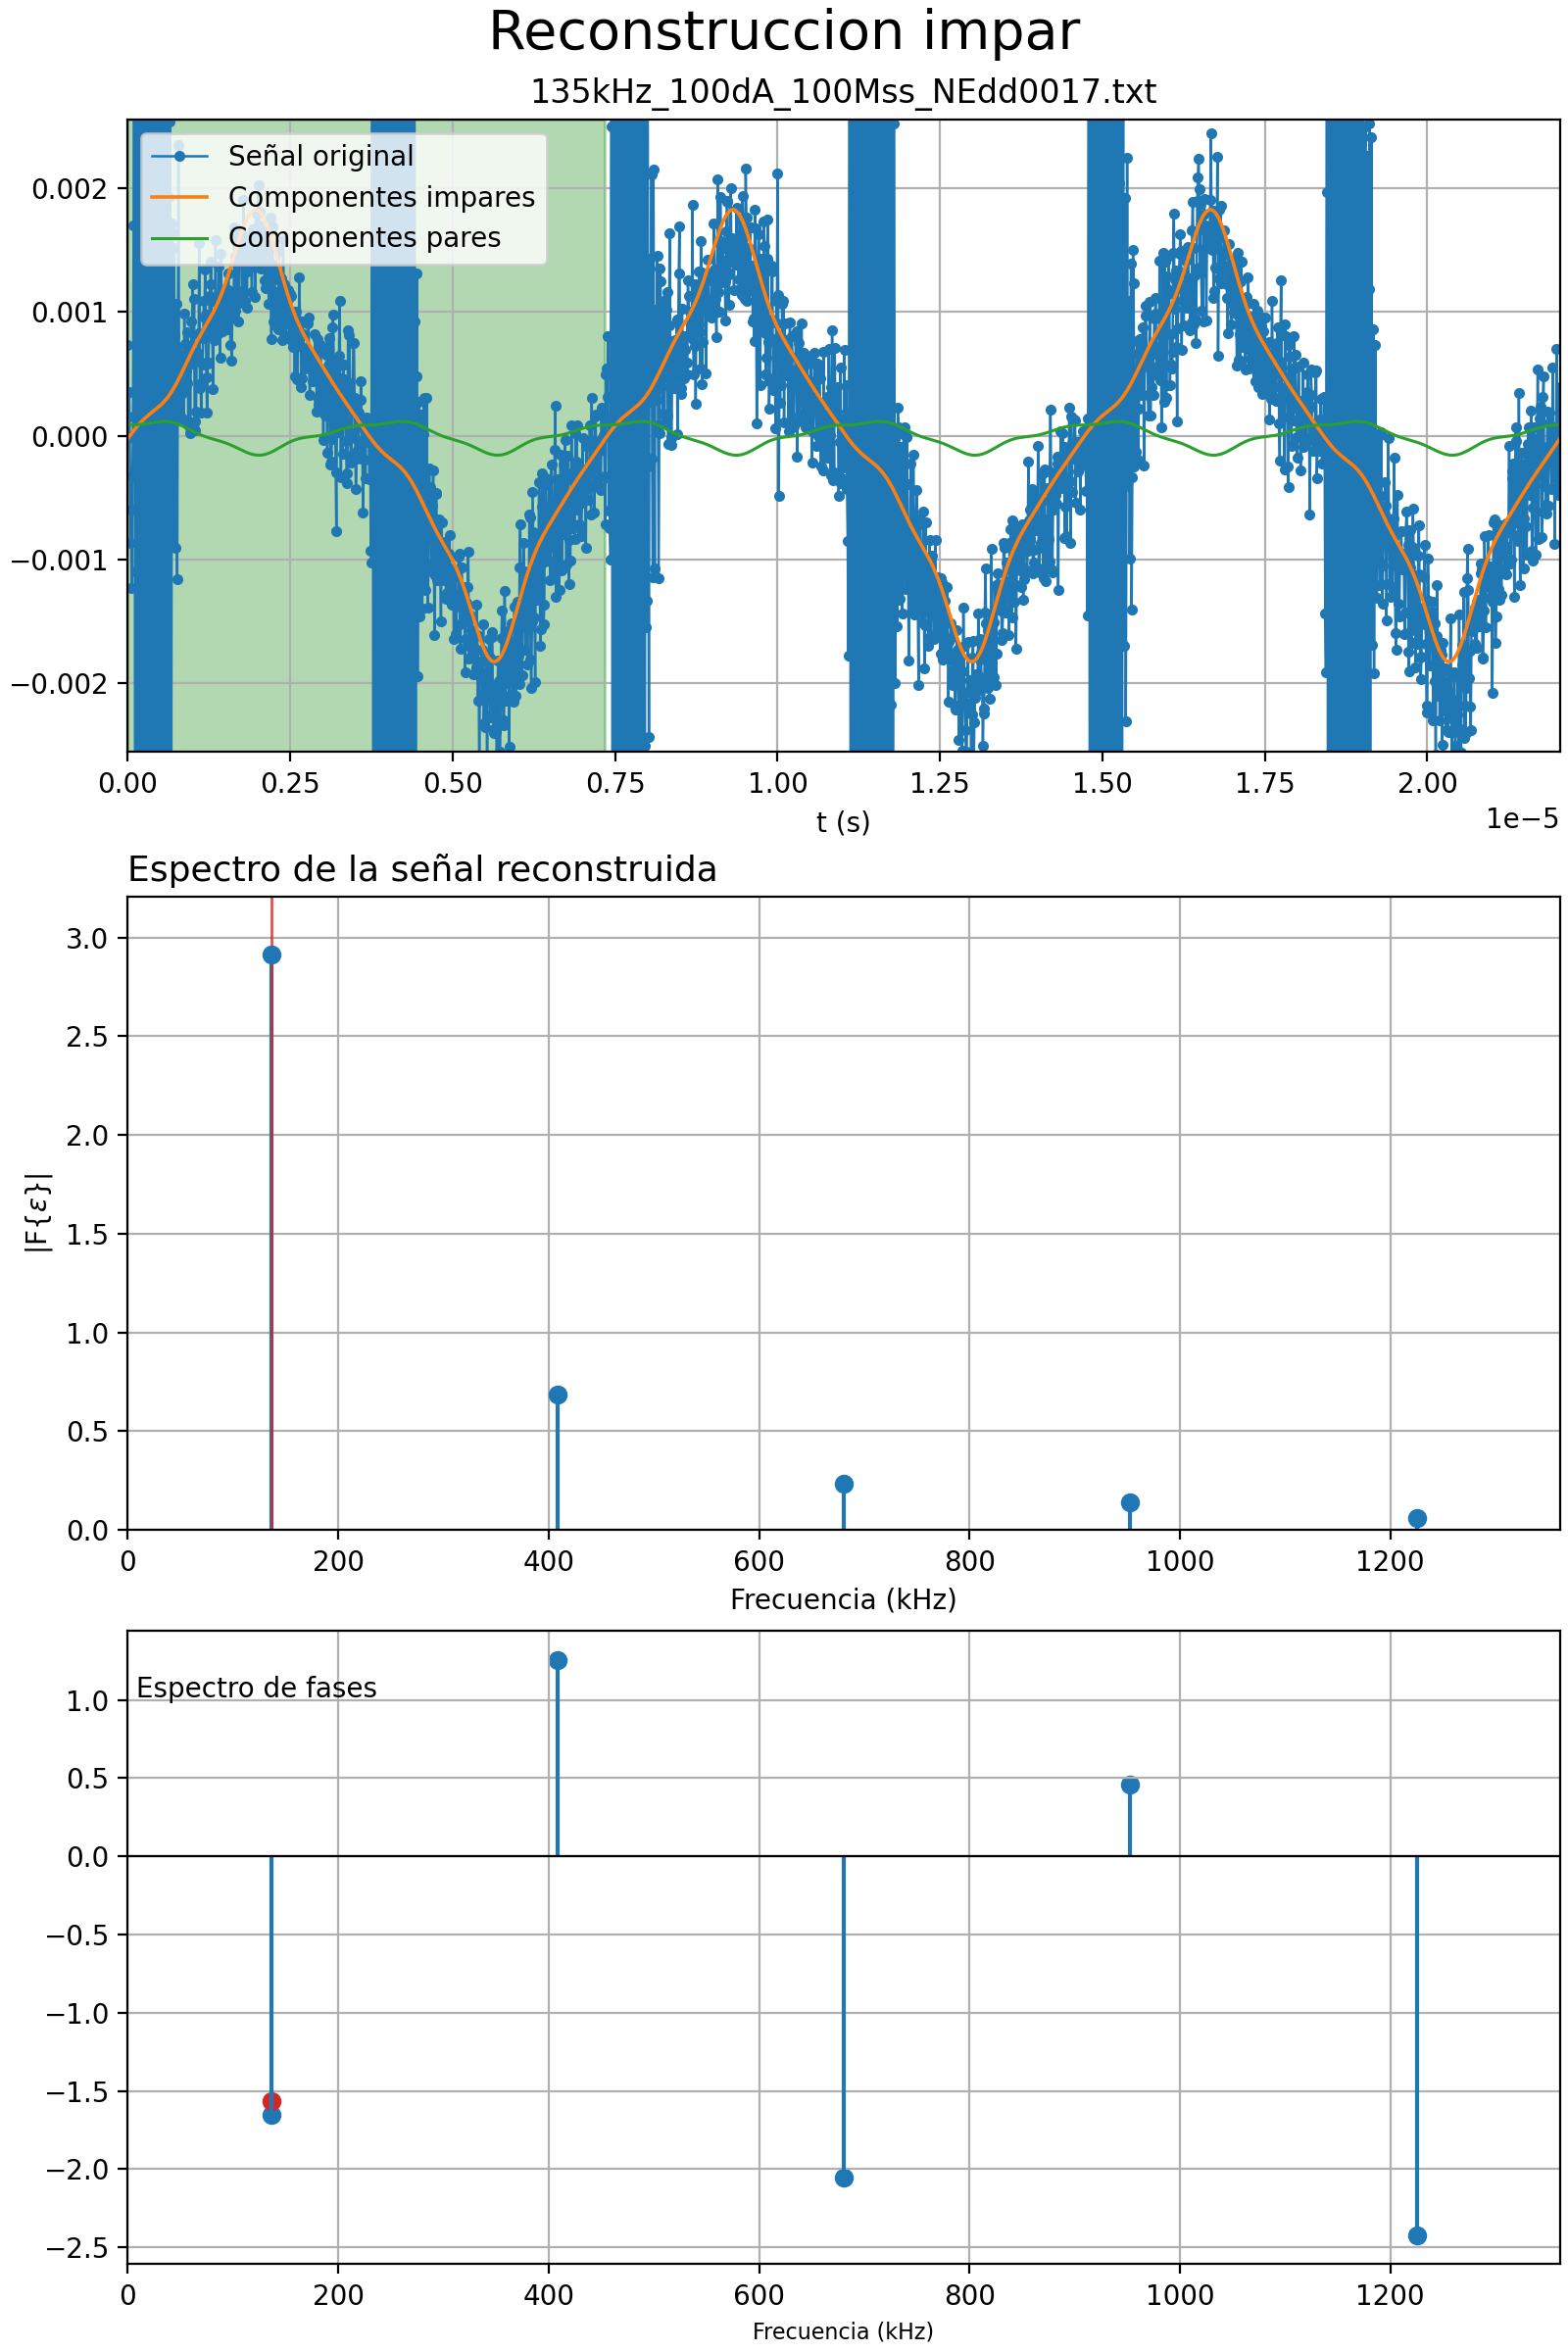 Reconstruccion impar
135kHz_100dA_100Mss_NEdd0017.txt
Señal original
Componentes impares
Componentes pares
0.002
0.001
0.000
−0.001
−0.002
0.00 0.25 0.50 0.75 1.00 1.25 1.50 1.75 2.00
1e−5
t (s)
Espectro de la señal reconstruida
3.0
2.5
2.0
1.5
1.0
0.5
0.0
|F{ε}|
0 200 400 600 800 1000 1200
Frecuencia (kHz)
Espectro de fases
1.0
0.5
0.0
−0.5
−1.0
−1.5
−2.0
−2.5
0 200 400 600 800 1000 1200
Frecuencia (kHz)